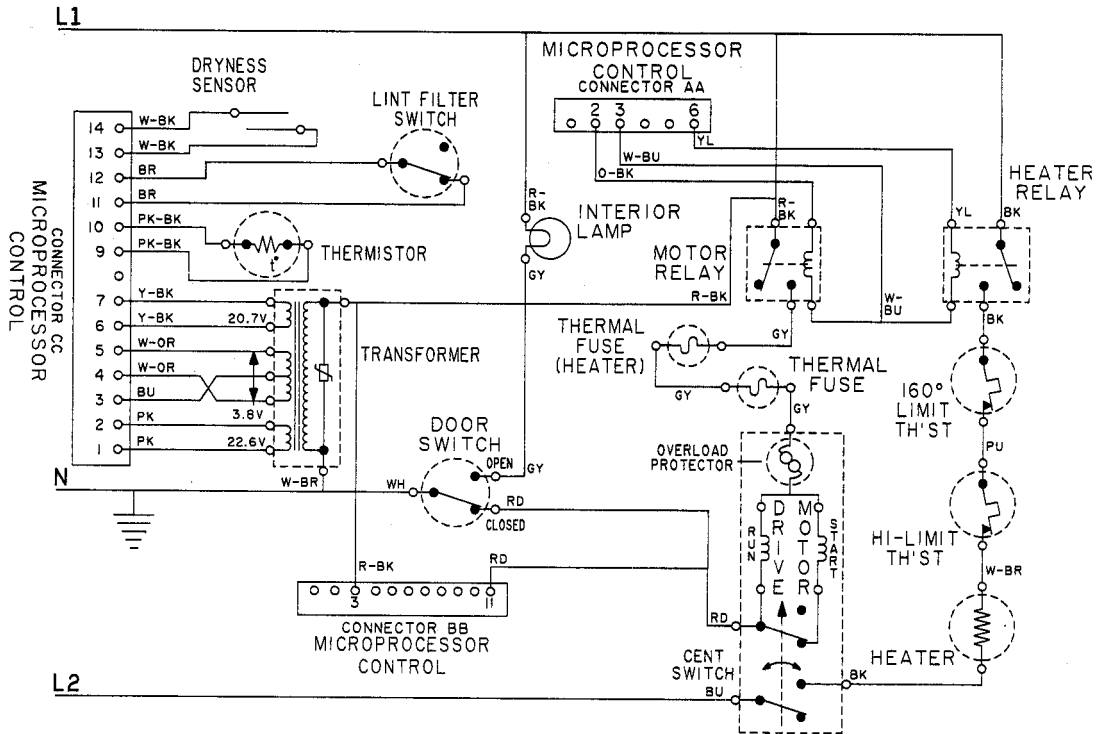 L1
MICROPROCESSOR
CONTROL
CONNECTOR AA
2 3 6
YL
W-BU
O-BK
DRYNESS
SENSOR
LINT FILTER
SWITCH
14 W-BK
13 W-BK
12 BR
11 BR
10 PK-BK
9 PK-BK
8
7 Y-BK
6 Y-BK
5 W-OR
4 W-OR
3 BU
2 PK
1 PK
CONNECTOR CC
MICROPROCESSOR
CONTROL
t°
THERMISTOR
20.7V
3.8V
22.6V
TRANSFORMER
R-BK
INTERIOR
LAMP
GY
R-BK
MOTOR
RELAY
R-BK
W-BU
GY
HEATER
RELAY
YL
BK
BK
THERMAL
FUSE
(HEATER)
GY
THERMAL
FUSE
GY
160°
LIMIT
TH'ST
PU
DOOR
SWITCH
OPEN
GY
CLOSED
RD
WH
N
W-BR
OVERLOAD
PROTECTOR
DRIVE
MOTOR
RUN
START
HI-LIMIT
TH'ST
W-BR
R-BK
RD
3 11
CONNECTOR BB
MICROPROCESSOR
CONTROL
RD
CENT
SWITCH
HEATER
BK
L2
BU